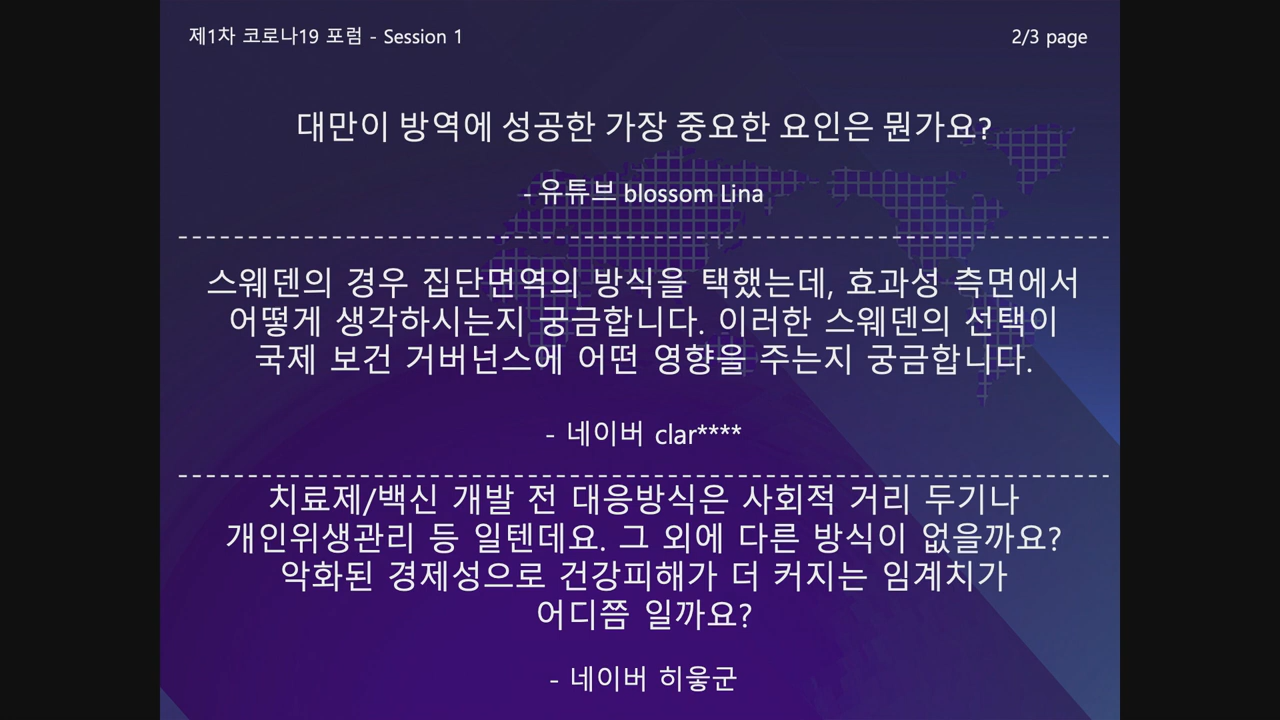 제1차 코로나19 포럼 - Session 1
2/3 page
대만이 방역에 성공한 가장 중요한 요인은 뭔가요?
- 유튜브 blossom Lina
스웨덴의 경우 집단면역의 방식을 택했는데, 효과성 측면에서
어떻게 생각하시는지 궁금합니다. 이러한 스웨덴의 선택이
국제 보건 거버넌스에 어떤 영향을 주는지 궁금합니다.
- 네이버 clar****
치료제/백신 개발 전 대응방식은 사회적 거리 두기나
개인위생관리 등 일텐데요. 그 외에 다른 방식이 없을까요?
악화된 경제성으로 건강피해가 더 커지는 임계치가
어디쯤 일까요?
- 네이버 히웋군